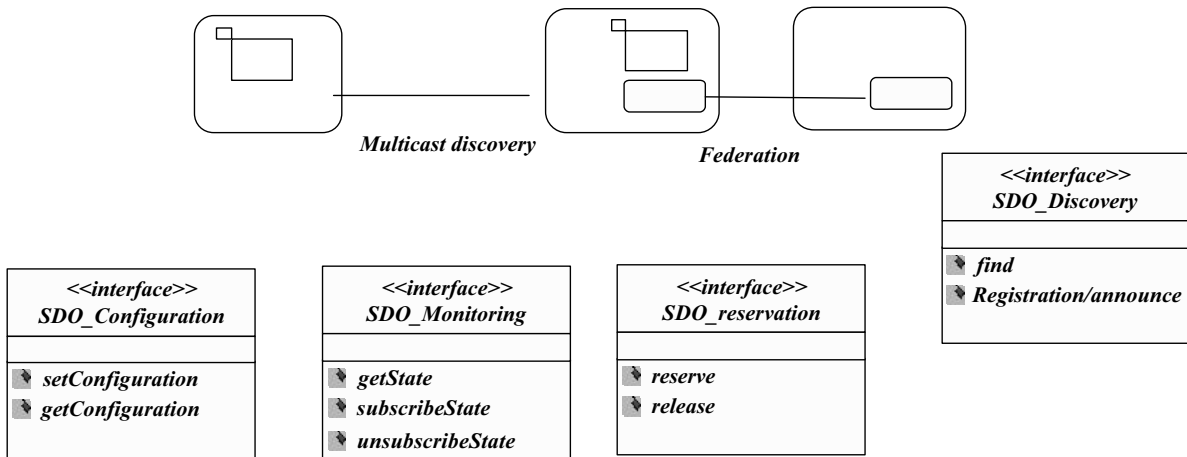 Multicast discovery
Federation
<<interface>>
SDO_Discovery
find
Registration/announce
<<interface>>
SDO_Configuration
setConfiguration
getConfiguration
<<interface>>
SDO_Monitoring
getState
subscribeState
unsubscribeState
<<interface>>
SDO_reservation
reserve
release